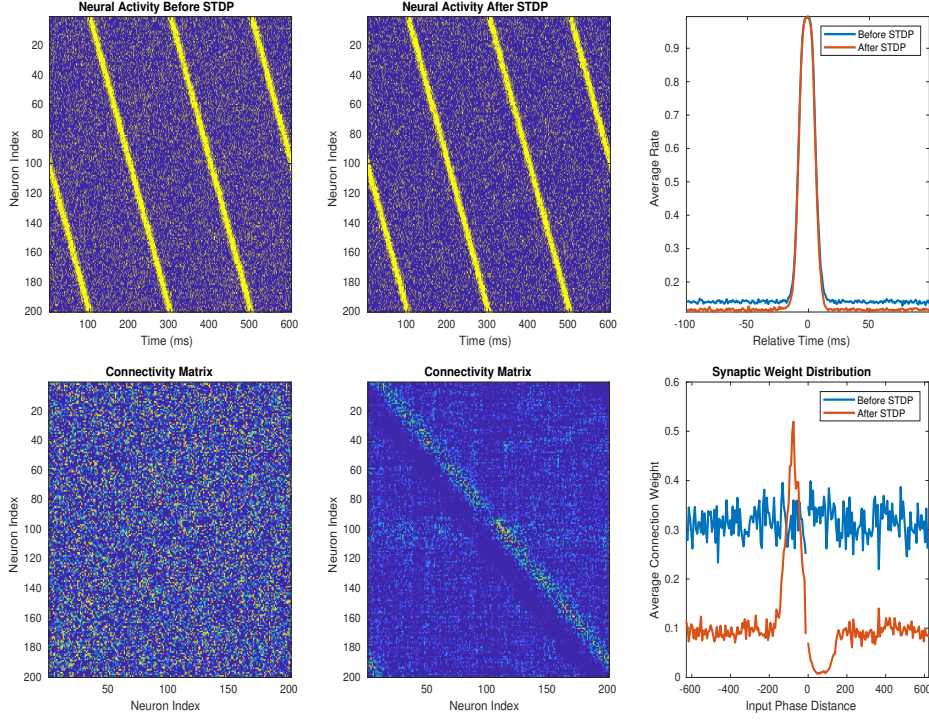 Neural Activity Before STDP
20
40
60
80
100
120
140
160
180
200
100 200 300 400 500 600
Time (ms)
Neuron Index
Neural Activity After STDP
20
40
60
80
100
120
140
160
180
200
100 200 300 400 500 600
Time (ms)
Neuron Index
Before STDP
After STDP
0.9
0.8
0.7
0.6
0.5
0.4
0.3
0.2
-100 -50 0 50
Relative Time (ms)
Average Rate
Connectivity Matrix
20
40
60
80
100
120
140
160
180
200
50 100 150 200
Neuron Index
Neuron Index
Connectivity Matrix
20
40
60
80
100
120
140
160
180
200
50 100 150 200
Neuron Index
Neuron Index
Synaptic Weight Distribution
Before STDP
After STDP
0.6
0.5
0.4
0.3
0.2
0.1
0
-600 -400 -200 0 200 400 600
Input Phase Distance
Average Connection Weight